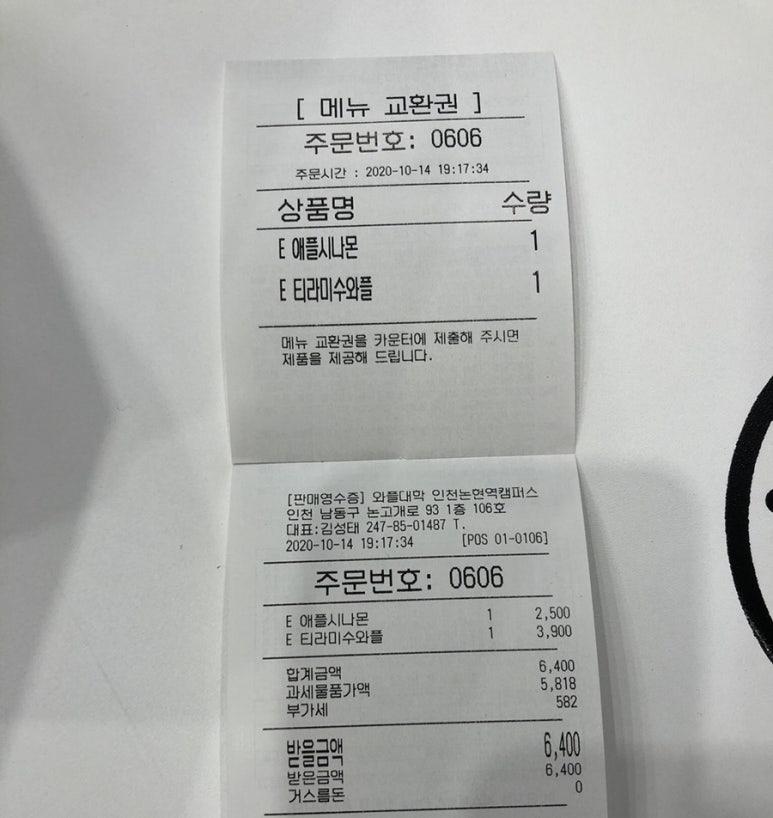 [ 메뉴 교환권 ]
주문번호: 0606
주문시간 : 2020-10-14 19:17:34
상품명 수량
E 애플시나몬 1
E 티라미수와플 1
메뉴 교환권을 카운터에 제출해 주시면
제품을 제공해 드립니다.
[판매영수증] 와플대학 인천논현역캠퍼스
인천 남동구 논고개로 93 1층 106호
대표:김성태 247-85-01487 T.
2020-10-14 19:17:34 [POS 01-0106]
주문번호: 0606
E 애플시나몬 1 2,500
E 티라미수와플 1 3,900
합계금액 6,400
과세물품가액 5,818
부가세 582
받을금액 6,400
받은금액 6,400
거스름돈 0